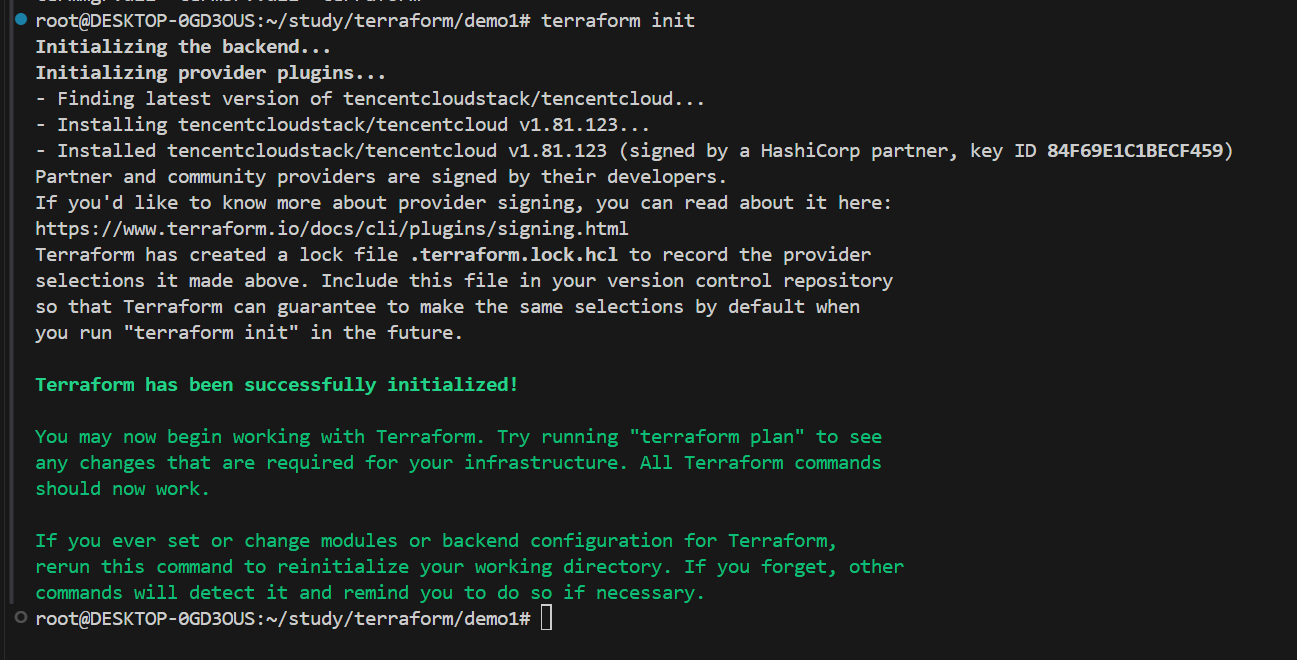 root@DESKTOP-0GD3OUS:~/study/terraform/demo1# terraform init
Initializing the backend...
Initializing provider plugins...
- Finding latest version of tencentcloudstack/tencentcloud...
- Installing tencentcloudstack/tencentcloud v1.81.123...
- Installed tencentcloudstack/tencentcloud v1.81.123 (signed by a HashiCorp partner, key ID 84F69E1C1BECF459)
Partner and community providers are signed by their developers.
If you'd like to know more about provider signing, you can read about it here:
https://www.terraform.io/docs/cli/plugins/signing.html
Terraform has created a lock file .terraform.lock.hcl to record the provider
selections it made above. Include this file in your version control repository
so that Terraform can guarantee to make the same selections by default when
you run "terraform init" in the future.
Terraform has been successfully initialized!
You may now begin working with Terraform. Try running "terraform plan" to see
any changes that are required for your infrastructure. All Terraform commands
should now work.
If you ever set or change modules or backend configuration for Terraform,
rerun this command to reinitialize your working directory. If you forget, other
commands will detect it and remind you to do so if necessary.
root@DESKTOP-0GD3OUS:~/study/terraform/demo1#